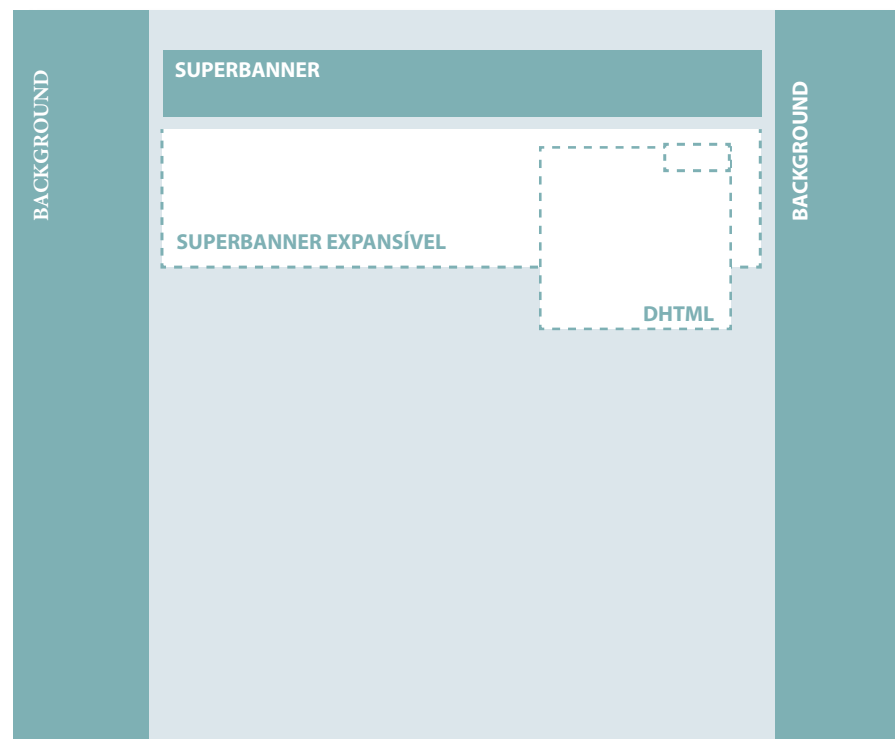 BACKGROUND
SUPERBANNER
SUPERBANNER EXPANSÍVEL
DHTML
BACKGROUND